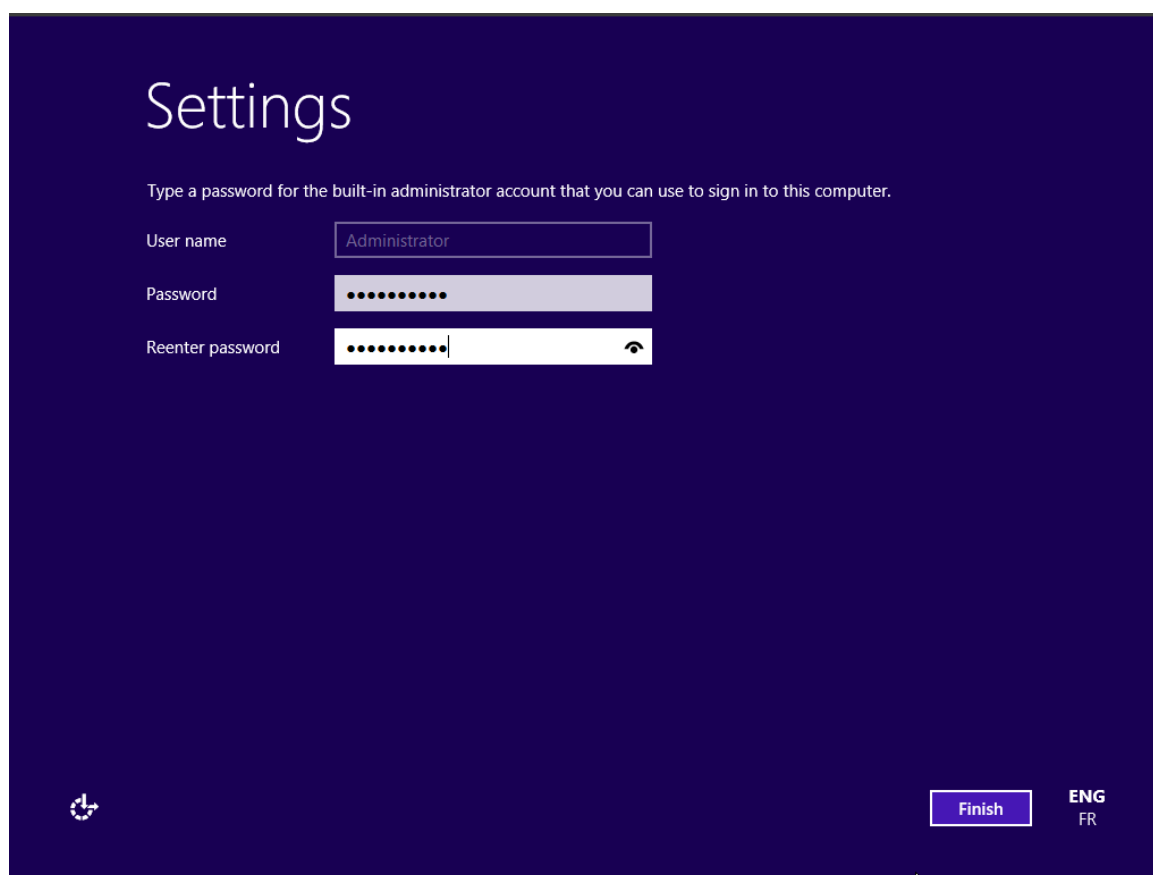 Settings
Type a password for the built-in administrator account that you can use to sign in to this computer.
User name
Administrator
Password
••••••••••
Reenter password
••••••••••
Finish
ENG
FR